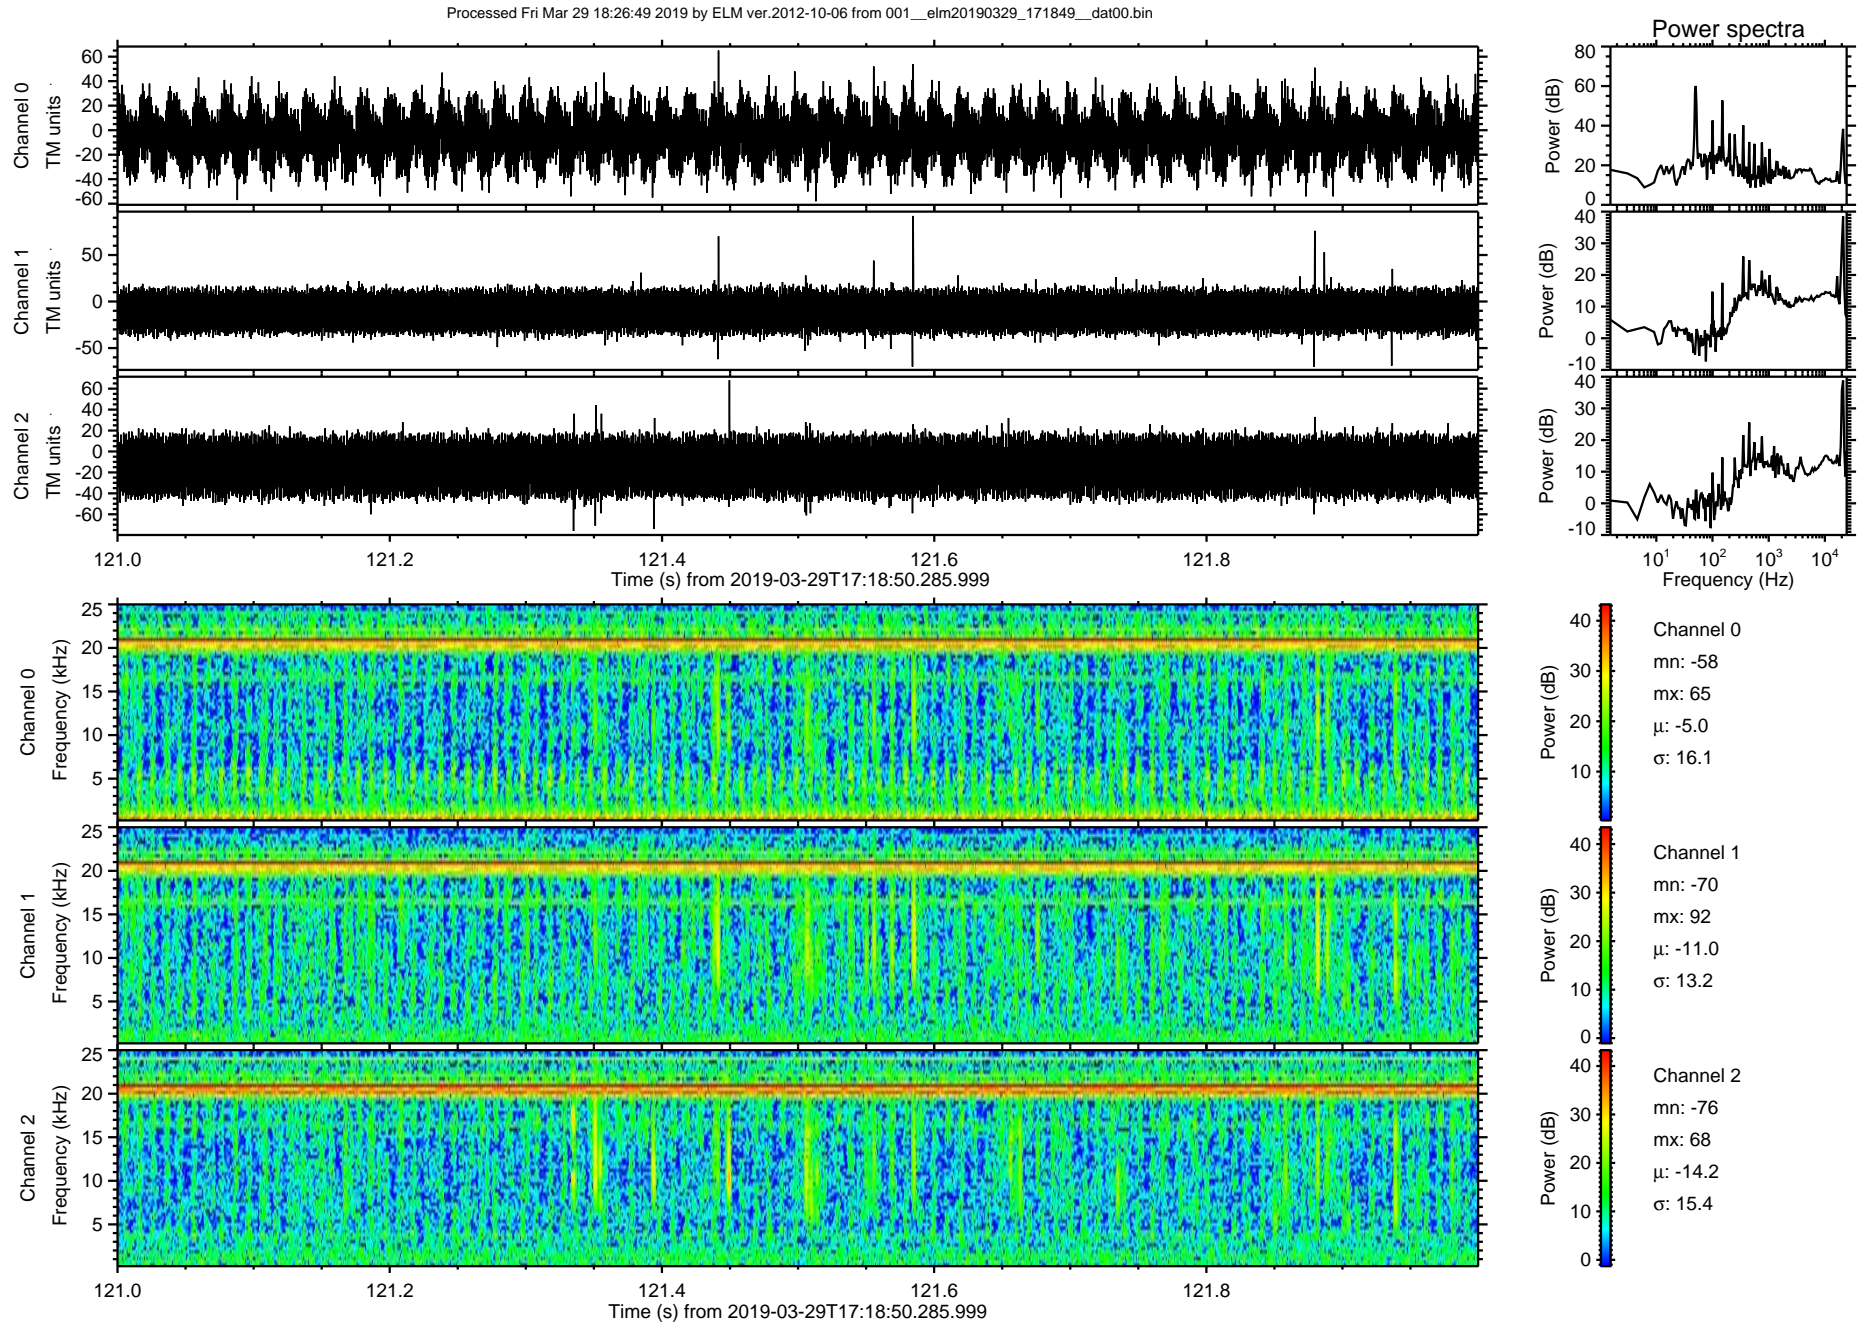 Processed Fri Mar 29 18:26:49 2019 by ELM ver.2012-10-06 from 001__elm20190329_171849__dat00.bin
Power spectra
Channel 0
TM units
60
40
20
0
-20
-40
-60
Power (dB)
80
60
40
20
0
Channel 1
TM units
50
0
-50
Power (dB)
40
30
20
10
0
-10
Channel 2
TM units
60
40
20
0
-20
-40
-60
Power (dB)
40
30
20
10
0
-10
121.0 121.2 121.4 121.6 121.8
Time (s) from 2019-03-29T17:18:50.285.999
10^1 10^2 10^3 10^4
Frequency (Hz)
Channel 0
Frequency (kHz)
25
20
15
10
5
Power (dB)
40
30
20
10
Channel 0
mn: -58
mx: 65
μ: -5.0
σ: 16.1
Channel 1
Frequency (kHz)
25
20
15
10
5
Power (dB)
40
30
20
10
0
Channel 1
mn: -70
mx: 92
μ: -11.0
σ: 13.2
Channel 2
Frequency (kHz)
25
20
15
10
5
Power (dB)
40
30
20
10
0
Channel 2
mn: -76
mx: 68
μ: -14.2
σ: 15.4
121.0 121.2 121.4 121.6 121.8
Time (s) from 2019-03-29T17:18:50.285.999